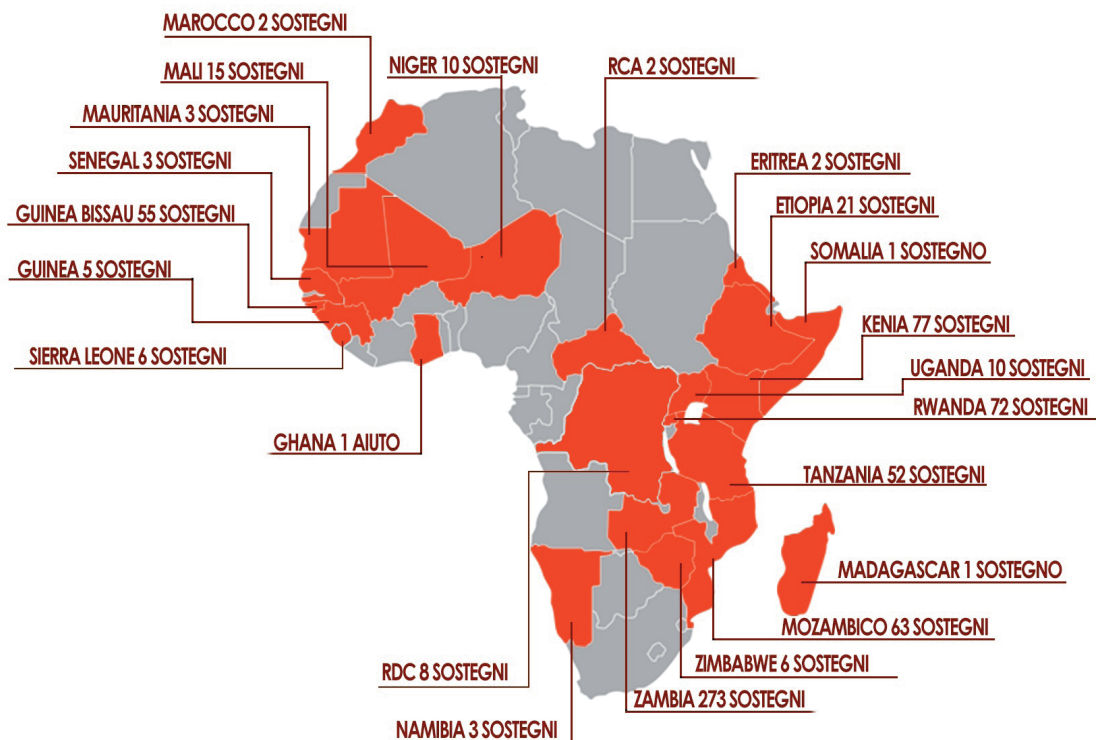 MAROCCO 2 SOSTEGNI
MALI 15 SOSTEGNI
NIGER 10 SOSTEGNI
RCA 2 SOSTEGNI
MAURITANIA 3 SOSTEGNI
SENEGAL 3 SOSTEGNI
ERITREA 2 SOSTEGNI
ETIOPIA 21 SOSTEGNI
GUINEA BISSAU 55 SOSTEGNI
SOMALIA 1 SOSTEGNO
GUINEA 5 SOSTEGNI
KENIA 77 SOSTEGNI
SIERRA LEONE 6 SOSTEGNI
UGANDA 10 SOSTEGNI
RWANDA 72 SOSTEGNI
GHANA 1 AIUTO
TANZANIA 52 SOSTEGNI
MADAGASCAR 1 SOSTEGNO
MOZAMBICO 63 SOSTEGNI
RDC 8 SOSTEGNI
ZIMBABWE 6 SOSTEGNI
ZAMBIA 273 SOSTEGNI
NAMIBIA 3 SOSTEGNI